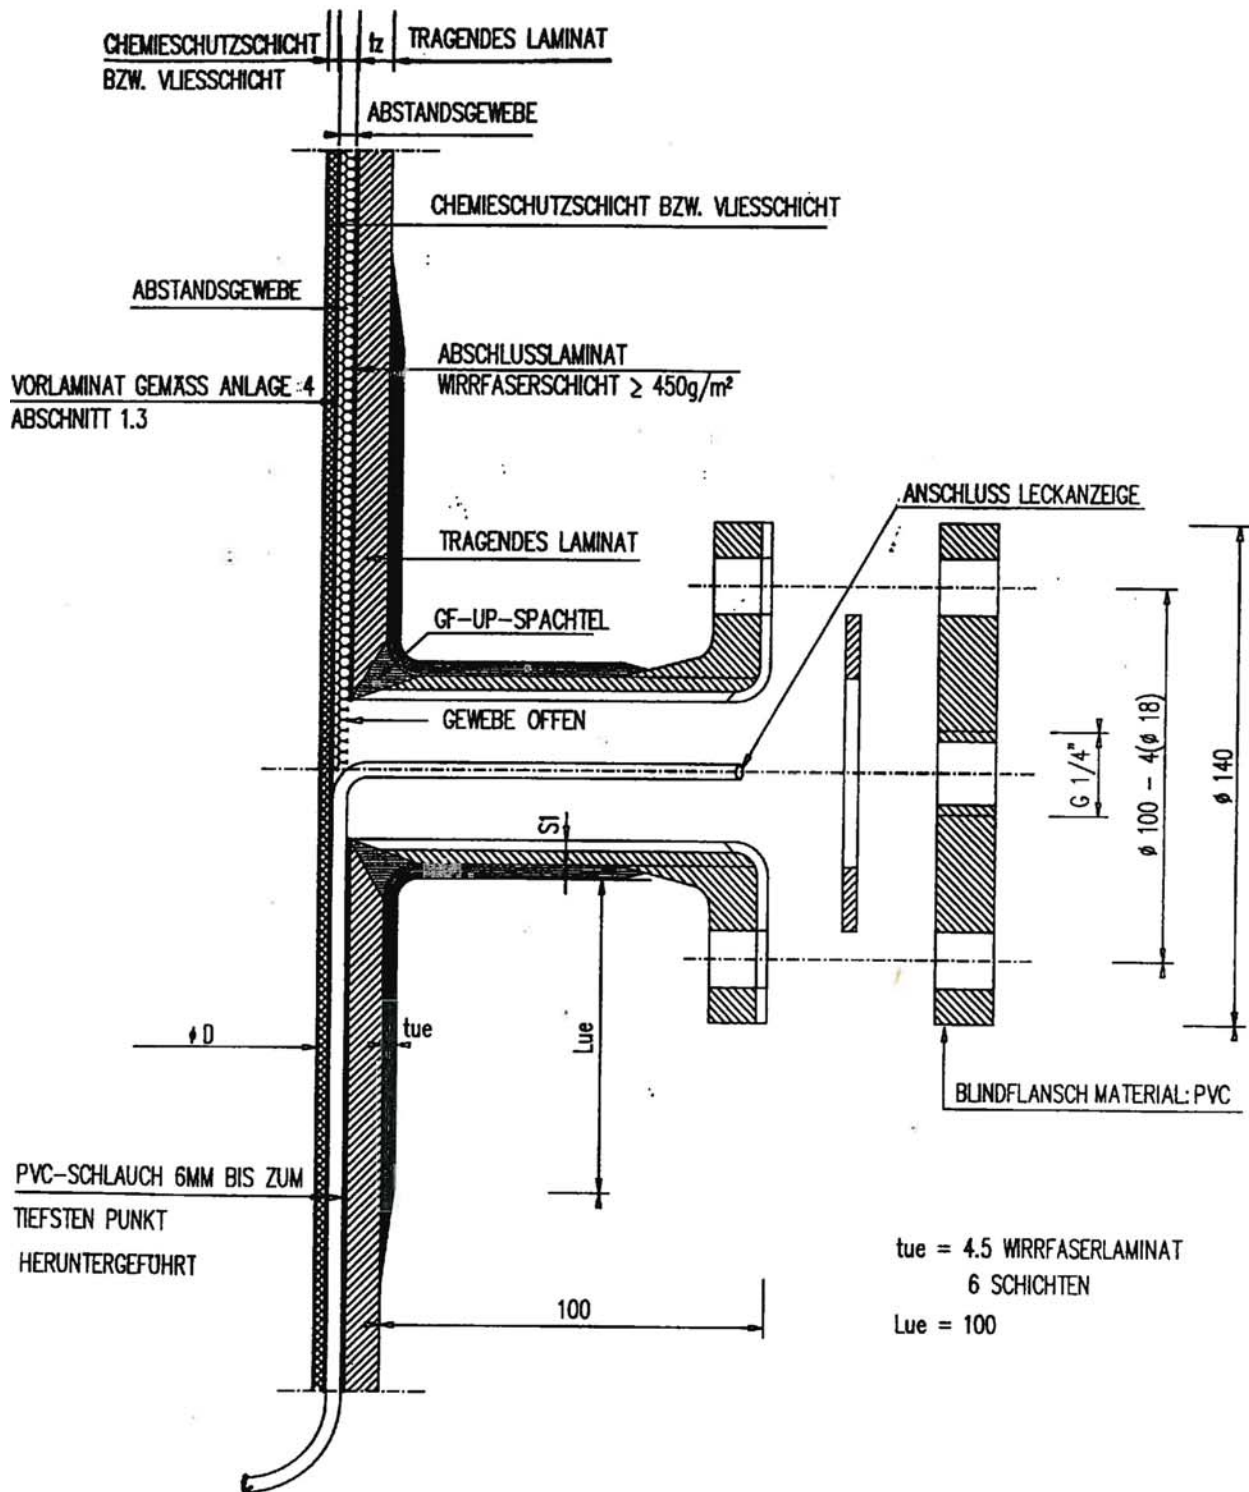 CHEMIESCHUTZSCHICHT
BZW. VLIESSCHICHT
tz
TRAGENDES LAMINAT
ABSTANDSGEWEBE
CHEMIESCHUTZSCHICHT BZW. VLIESSCHICHT
ABSTANDSGEWEBE
ABSCHLUSSLAMINAT
WIRRFASERSCHICHT ≥ 450g/m²
VORLAMINAT GEMÄSS ANLAGE 4
ABSCHNITT 1.3
ANSCHLUSS LECKANZEIGE
TRAGENDES LAMINAT
GF-UP-SPACHTEL
GEWEBE OFFEN
G 1/4"
ϕ 100 - 4(ϕ 18)
ϕ 140
S1
Lue
tue
ϕ D
BLINDFLANSCH MATERIAL: PVC
PVC-SCHLAUCH 6MM BIS ZUM
TIEFSTEN PUNKT
HERUNTERGEFÜHRT
100
tue = 4.5 WIRRFASERLAMINAT
6 SCHICHTEN
Lue = 100